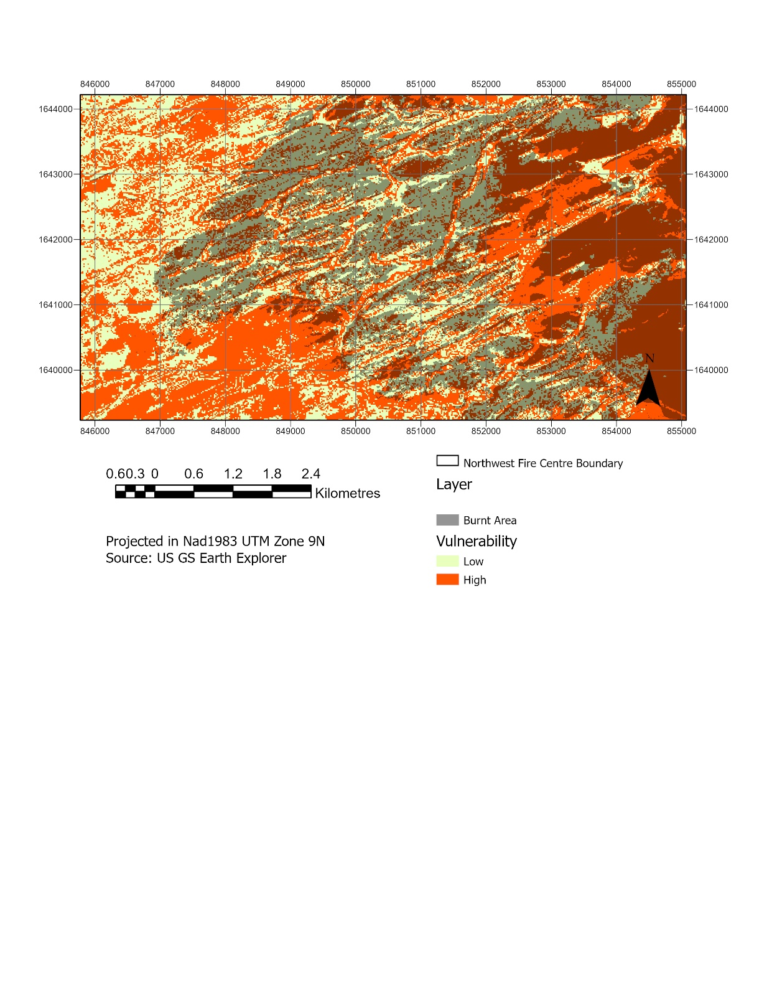 846000 847000 848000 849000 850000 851000 852000 853000 854000 855000
1644000 1644000
1643000 1643000
1642000 1642000
1641000 1641000
N
1640000 1640000
846000 847000 848000 849000 850000 851000 852000 853000 854000 855000
0.60.3 0 0.6 1.2 1.8 2.4
Kilometres
Projected in Nad1983 UTM Zone 9N
Source: US GS Earth Explorer
Northwest Fire Centre Boundary
Layer
Burnt Area
Vulnerability
Low
High